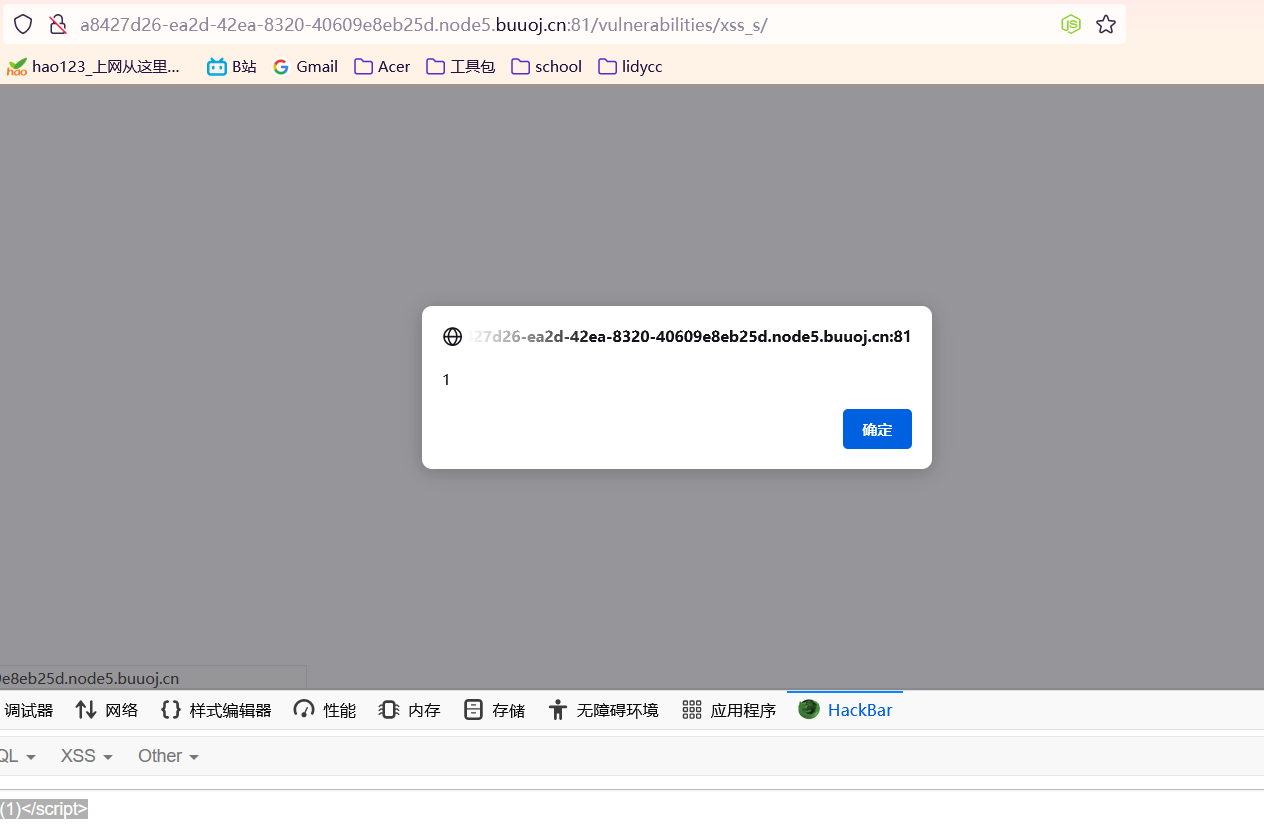 a8427d26-ea2d-42ea-8320-40609e8eb25d.node5.buuoj.cn:81/vulnerabilities/xss_s/
hao123_上网从这里... B站 Gmail Acer 工具包 school lidycc
427d26-ea2d-42ea-8320-40609e8eb25d.node5.buuoj.cn:81
1
确定
e8eb25d.node5.buuoj.cn
调试器 网络 样式编辑器 性能 内存 存储 无障碍环境 应用程序 HackBar
QL XSS Other
(1)</script>